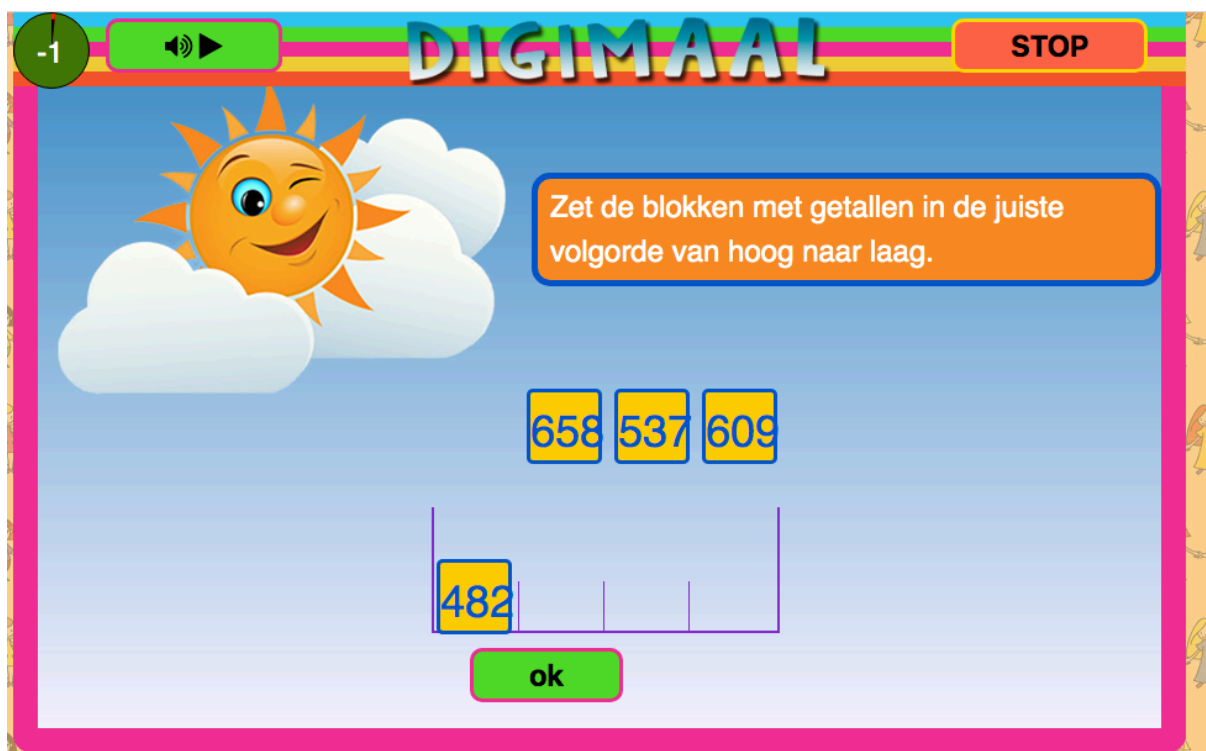 -1
DIGIMAAL
STOP
Zet de blokken met getallen in de juiste
volgorde van hoog naar laag.
658 537 609
482
ok